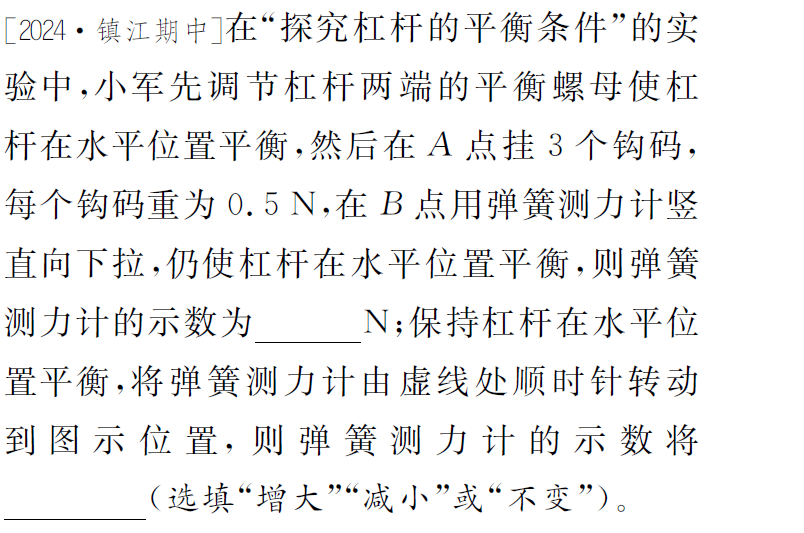 [2024·镇江期中]在“探究杠杆的平衡条件”的实
验中,小军先调节杠杆两端的平衡螺母使杠
杆在水平位置平衡,然后在 A 点挂 3 个钩码,
每个钩码重为 0.5 N,在 B 点用弹簧测力计竖
直向下拉,仍使杠杆在水平位置平衡,则弹簧
测力计的示数为______N;保持杠杆在水平位
置平衡,将弹簧测力计由虚线处顺时针转动
到图示位置,则弹簧测力计的示数将
________(选填“增大”“减小”或“不变”)。